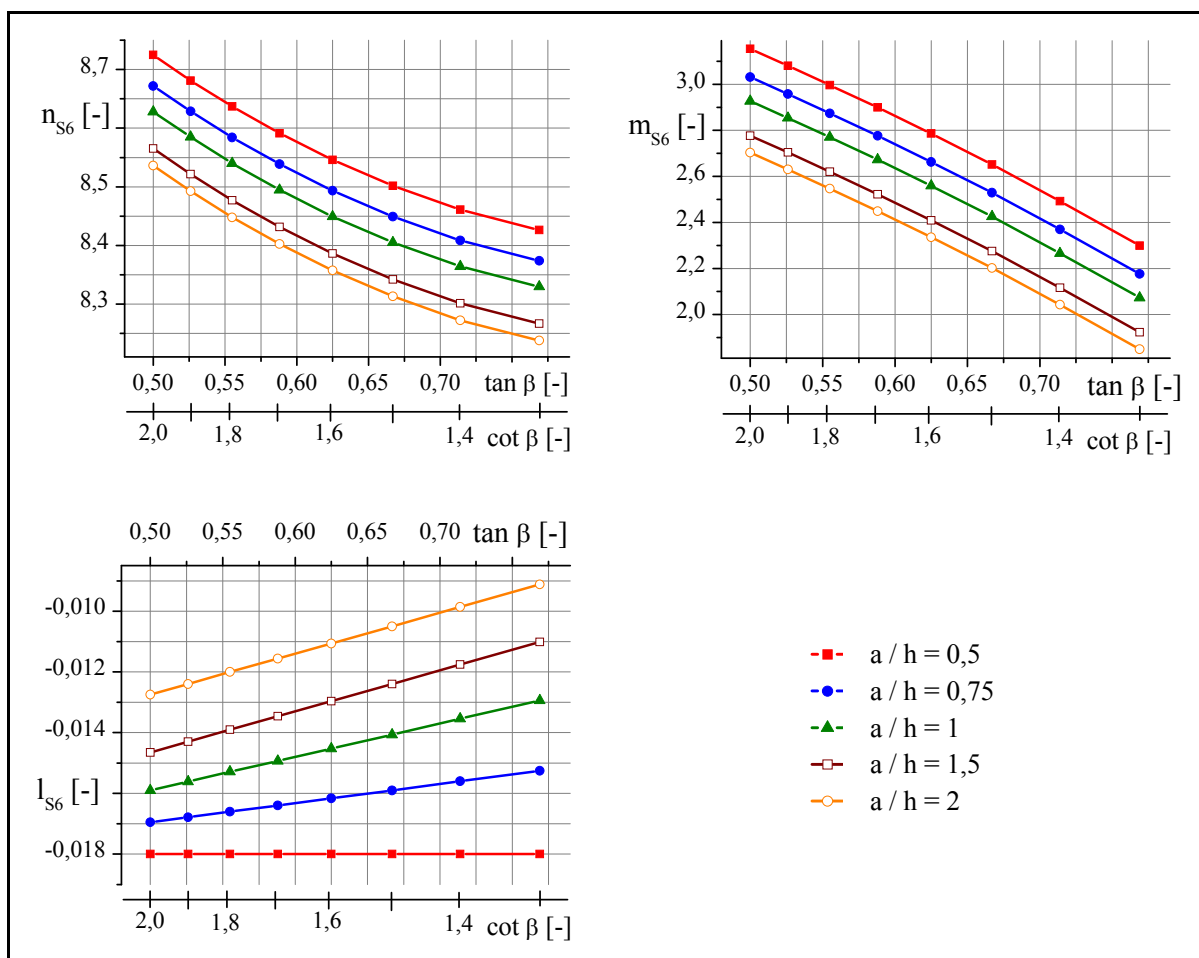 8,7
n_S6 [-]
8,5
8,4
8,3
0,50 0,55 0,60 0,65 0,70 tan β [-]
2,0 1,8 1,6 1,4 cot β [-]
3,0
m_S6 [-]
2,6
2,4
2,2
2,0
0,50 0,55 0,60 0,65 0,70 tan β [-]
2,0 1,8 1,6 1,4 cot β [-]
0,50 0,55 0,60 0,65 0,70 tan β [-]
-0,010
-0,012
-0,014
l_S6 [-]
-0,018
2,0 1,8 1,6 1,4 cot β [-]
a / h = 0,5
a / h = 0,75
a / h = 1
a / h = 1,5
a / h = 2